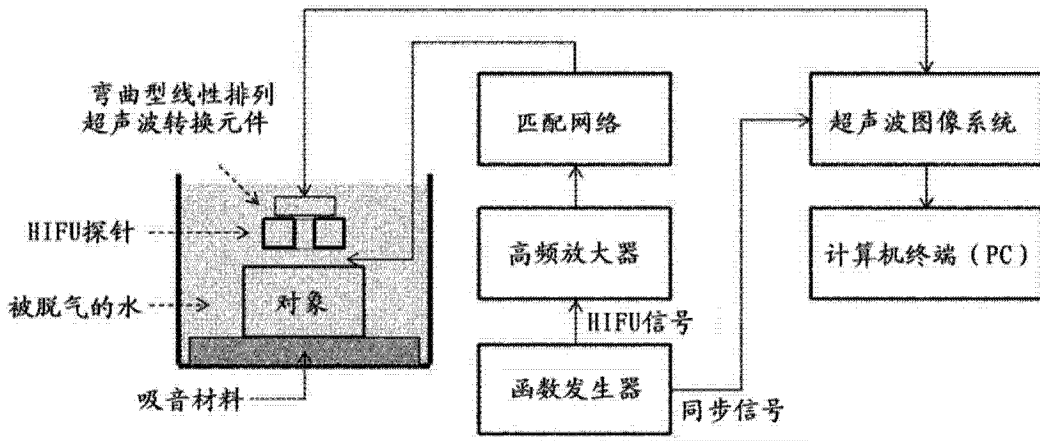 弯曲型线性排列
超声波转换元件
HIFU探针
被脱气的水
对象
吸音材料
匹配网络
高频放大器
HIFU信号
函数发生器
同步信号
超声波图像系统
计算机终端（PC）